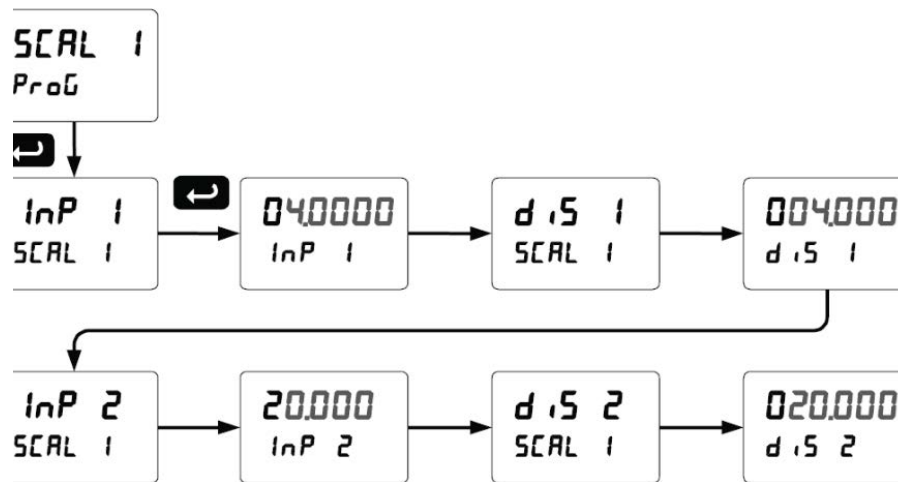 SCAL 1
ProG
InP 1
SCAL 1
04.0000
InP 1
diS 1
SCAL 1
004.000
diS 1
InP 2
SCAL 1
20.000
InP 2
diS 2
SCAL 1
020.000
diS 2